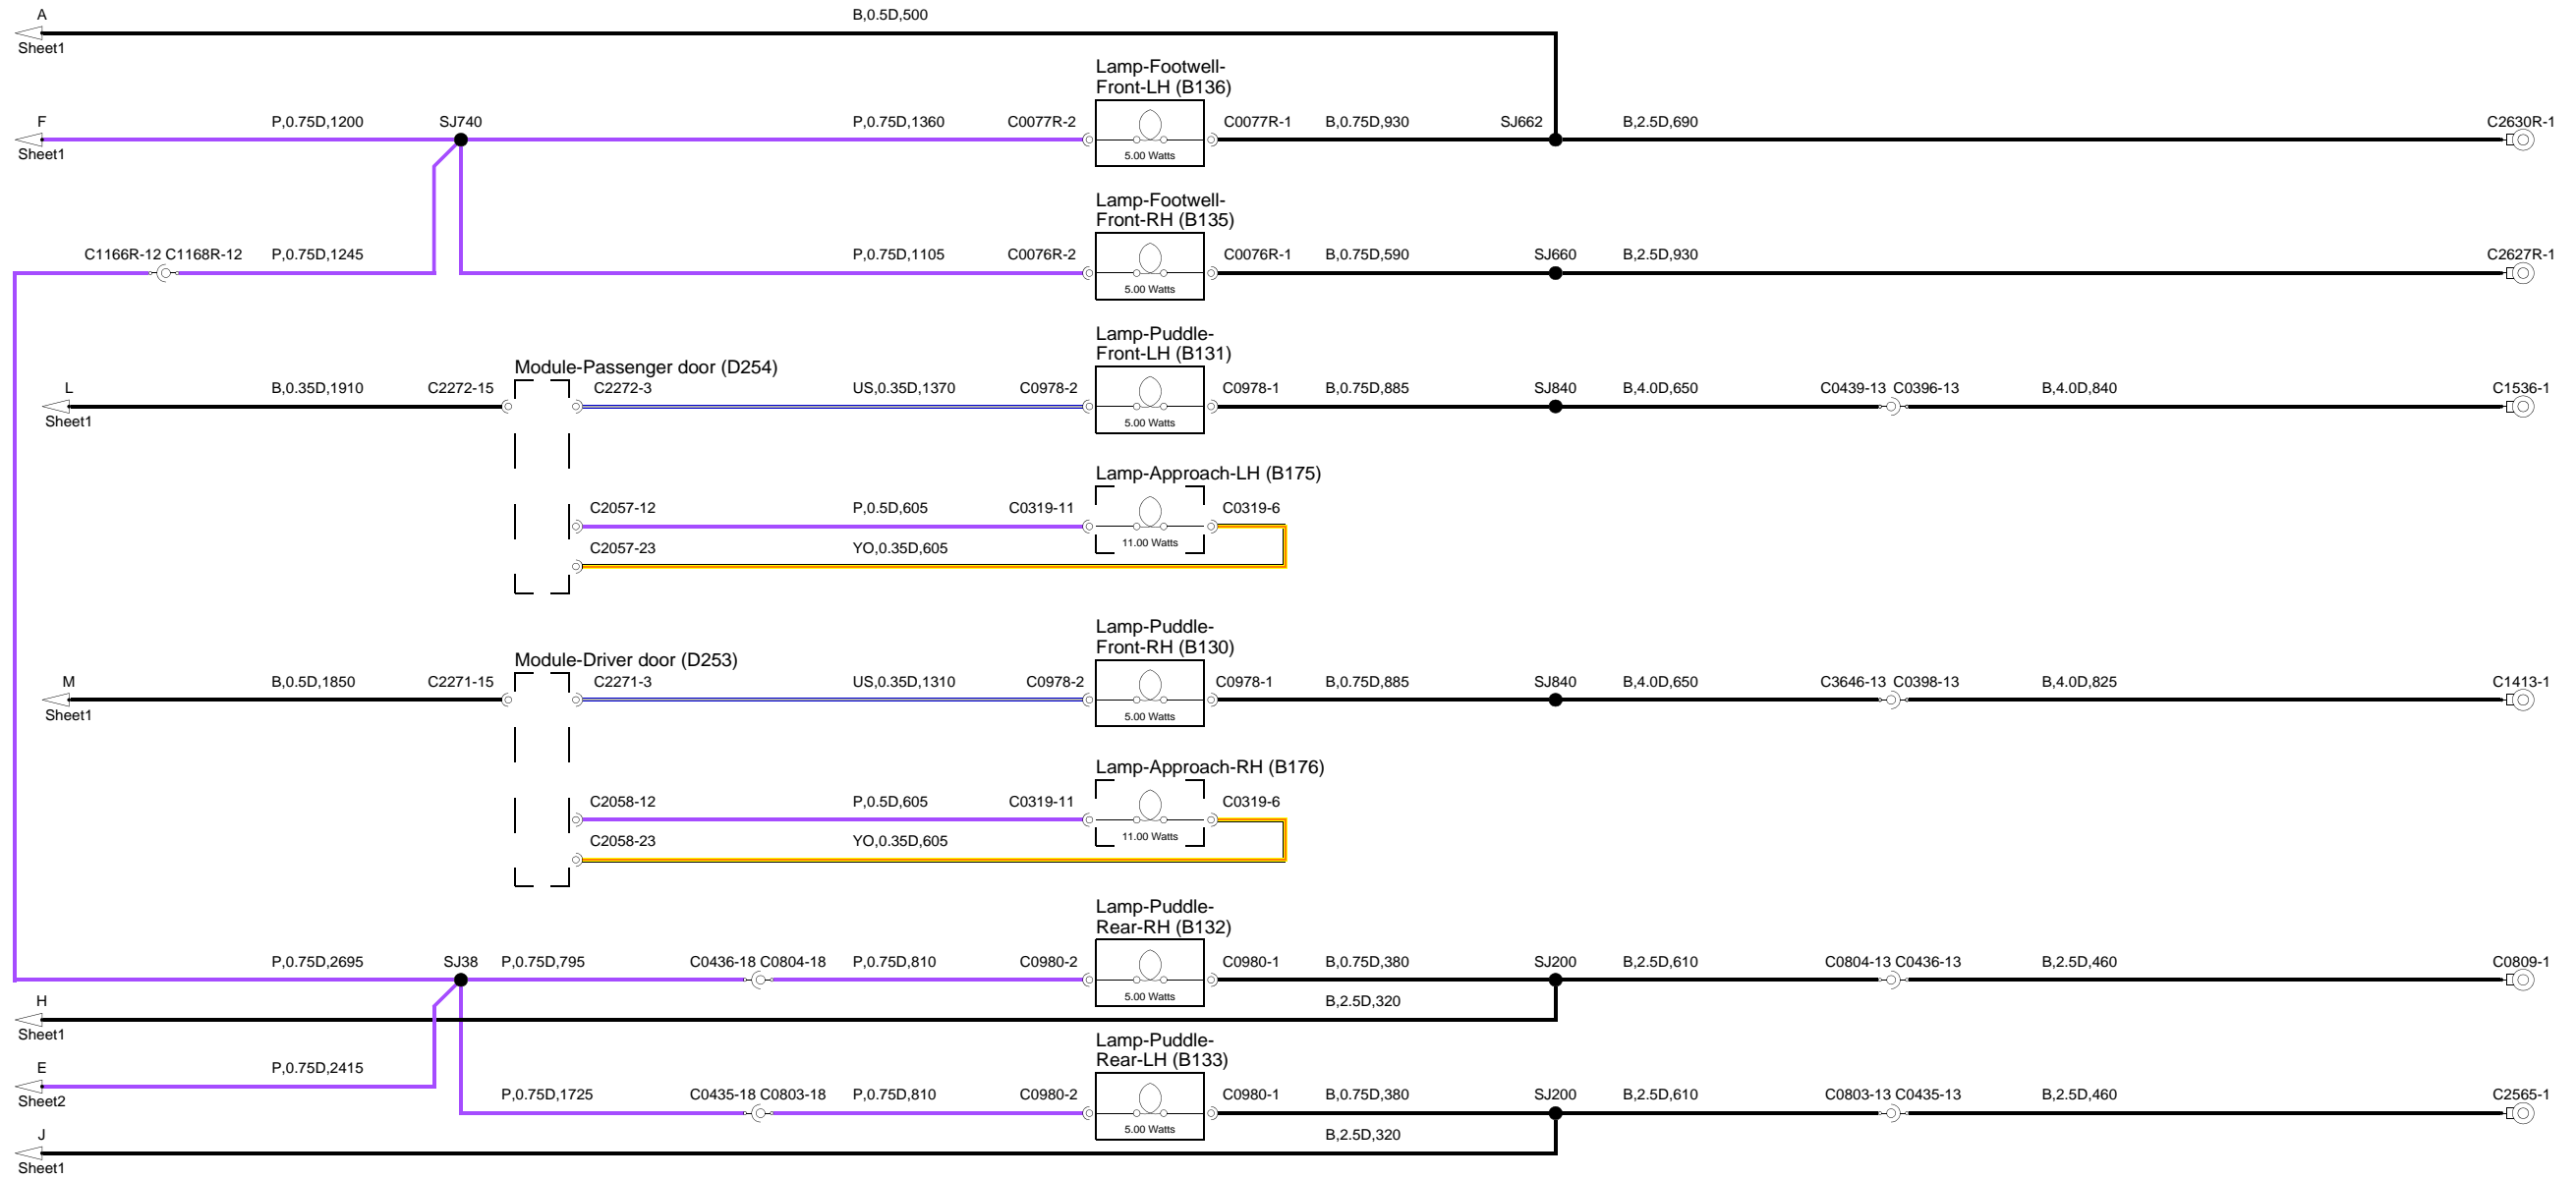 A
B,0.5D,500
Sheet1
Lamp-Footwell-
Front-LH (B136)
F
P,0.75D,1200
SJ740
P,0.75D,1360
C0077R-2
C0077R-1
B,0.75D,930
SJ662
B,2.5D,690
C2630R-1
Sheet1
5.00 Watts
Lamp-Footwell-
Front-RH (B135)
C1166R-12 C1168R-12
P,0.75D,1245
P,0.75D,1105
C0076R-2
C0076R-1
B,0.75D,590
SJ660
B,2.5D,930
C2627R-1
5.00 Watts
Lamp-Puddle-
Front-LH (B131)
Module-Passenger door (D254)
L
B,0.35D,1910
C2272-15
C2272-3
US,0.35D,1370
C0978-2
C0978-1
B,0.75D,885
SJ840
B,4.0D,650
C0439-13 C0396-13
B,4.0D,840
C1536-1
Sheet1
5.00 Watts
Lamp-Approach-LH (B175)
C2057-12
P,0.5D,605
C0319-11
C0319-6
11.00 Watts
C2057-23
YO,0.35D,605
Lamp-Puddle-
Front-RH (B130)
Module-Driver door (D253)
M
B,0.5D,1850
C2271-15
C2271-3
US,0.35D,1310
C0978-2
C0978-1
B,0.75D,885
SJ840
B,4.0D,650
C3646-13 C0398-13
B,4.0D,825
C1413-1
Sheet1
5.00 Watts
Lamp-Approach-RH (B176)
C2058-12
P,0.5D,605
C0319-11
C0319-6
11.00 Watts
C2058-23
YO,0.35D,605
Lamp-Puddle-
Rear-RH (B132)
P,0.75D,2695
SJ38
P,0.75D,795
C0436-18 C0804-18
P,0.75D,810
C0980-2
C0980-1
B,0.75D,380
SJ200
B,2.5D,610
C0804-13 C0436-13
B,2.5D,460
C0809-1
5.00 Watts
H
B,2.5D,320
Sheet1
Lamp-Puddle-
Rear-LH (B133)
E
P,0.75D,2415
Sheet2
P,0.75D,1725
C0435-18 C0803-18
P,0.75D,810
C0980-2
C0980-1
B,0.75D,380
SJ200
B,2.5D,610
C0803-13 C0435-13
B,2.5D,460
C2565-1
5.00 Watts
J
B,2.5D,320
Sheet1